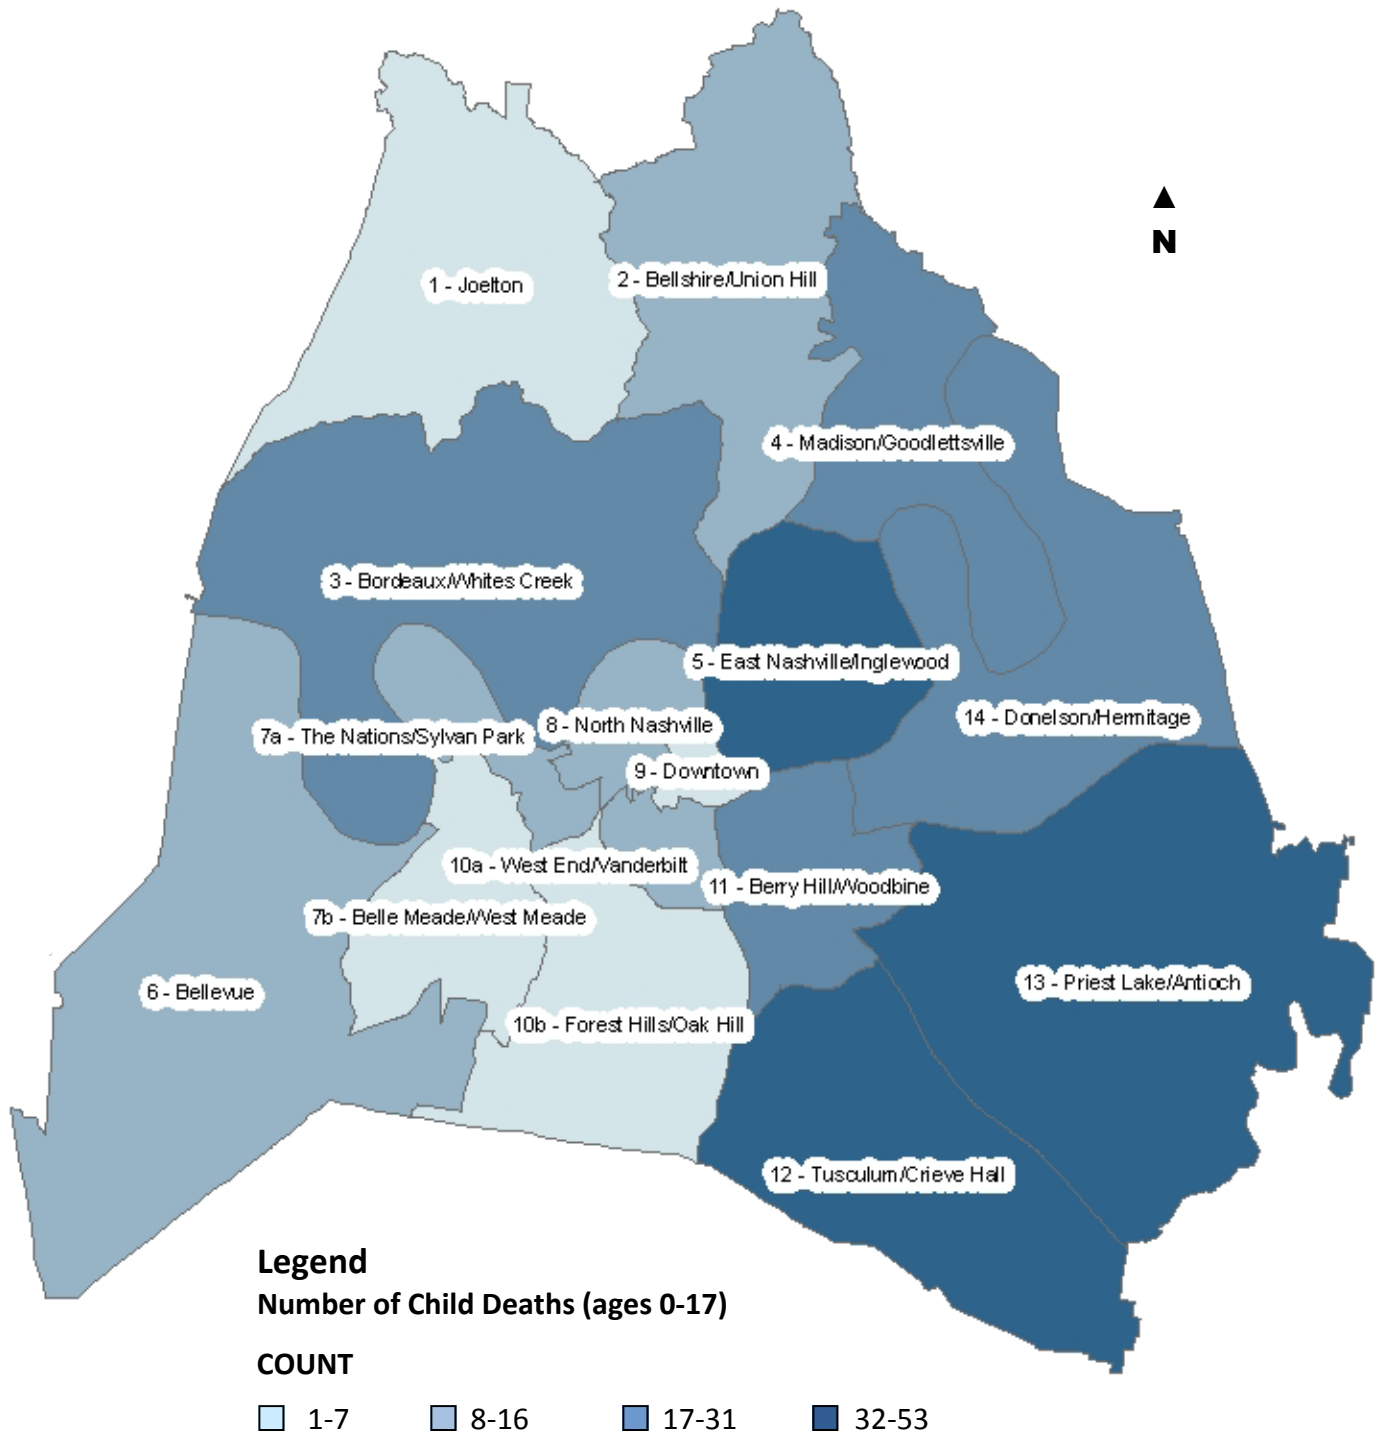 ▲
N
1 - Joelton
2 - Bellshire/Union Hill
4 - Madison/Goodlettsville
3 - Bordeaux/Whites Creek
5 - East Nashville/Inglewood
14 - Donelson/Hermitage
8 - North Nashville
7a - The Nations/Sylvan Park
9 - Downtown
10a - West End/Vanderbilt
11 - Berry Hill/Woodbine
7b - Belle Meade/West Meade
13 - Priest Lake/Antioch
6 - Bellevue
10b - Forest Hills/Oak Hill
12 - Tusculum/Crieve Hall
Legend
Number of Child Deaths (ages 0-17)
COUNT
1-7 8-16 17-31 32-53